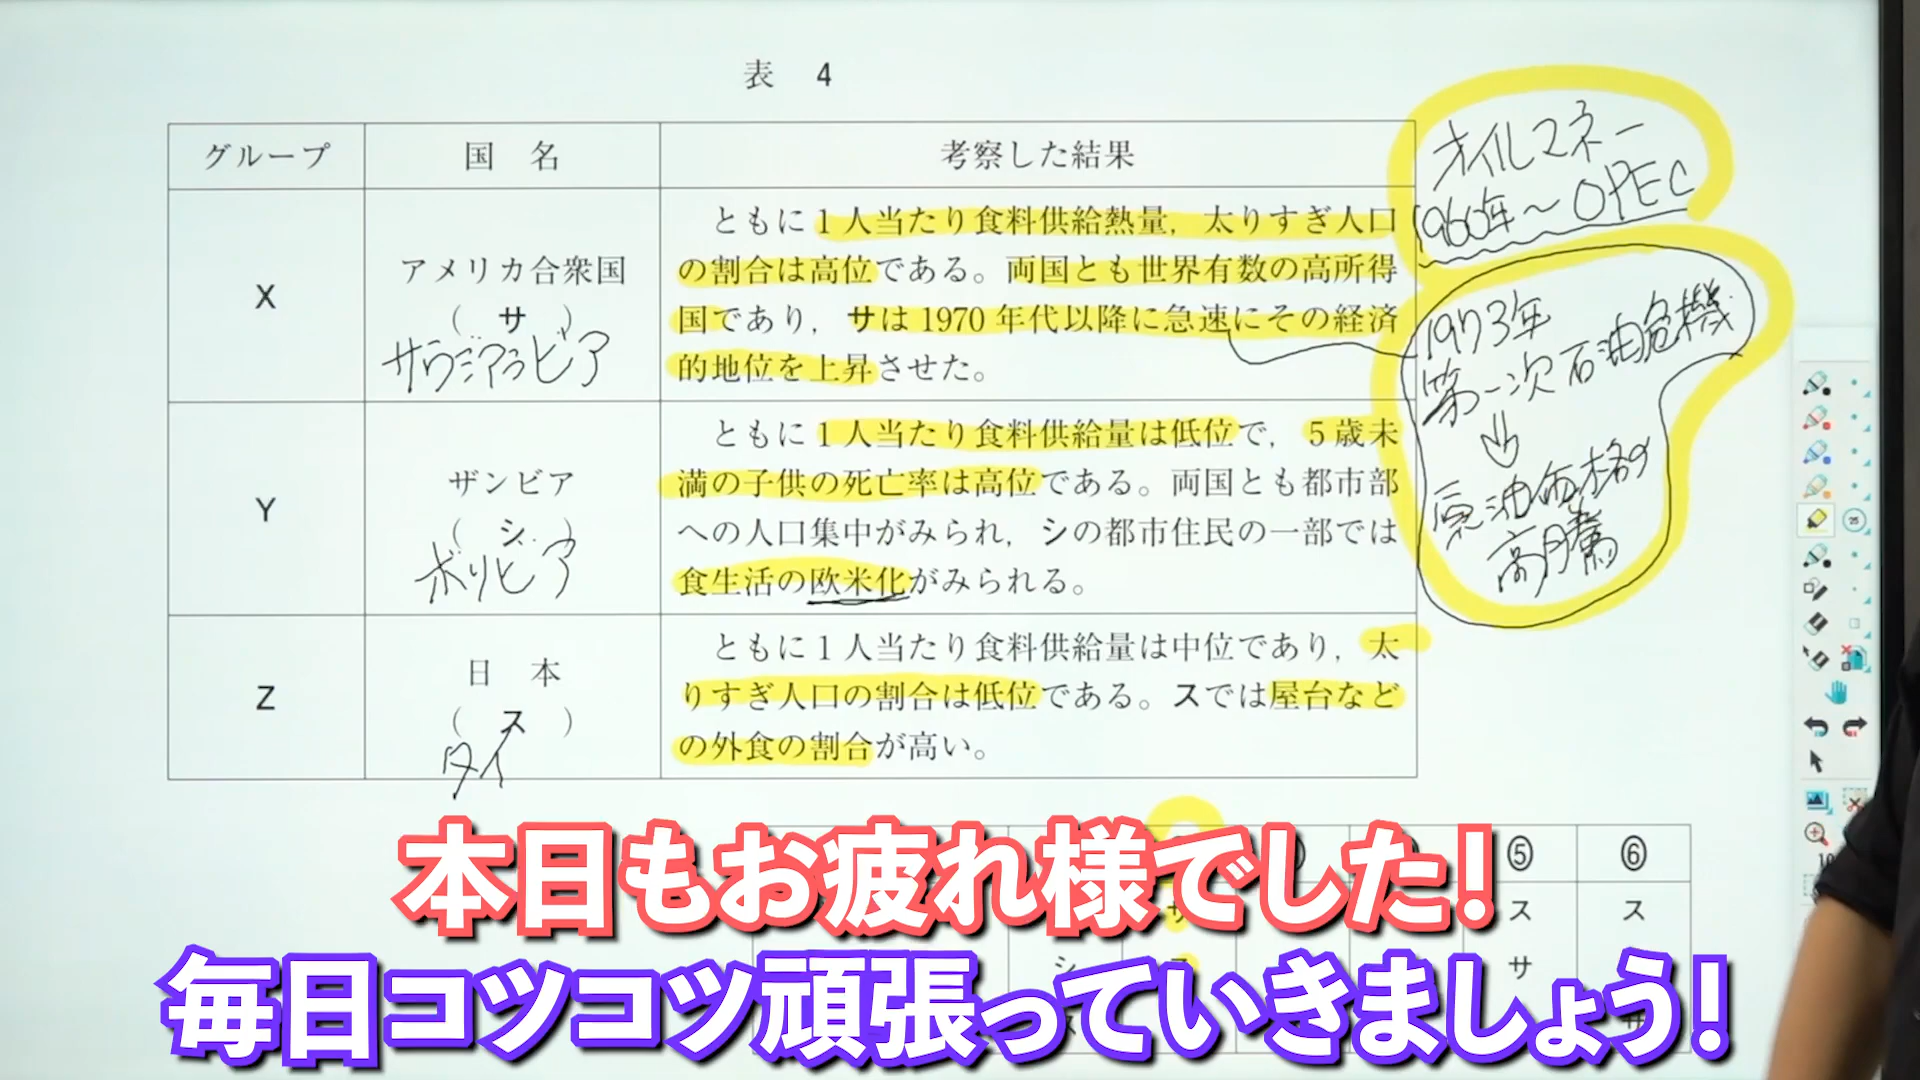 表 4
グループ 国 名 考察した結果
X
アメリカ合衆国
( サ )
サウジアラビア
ともに1人当たり食料供給熱量，太りすぎ人口
の割合は高位である。両国とも世界有数の高所得
国であり，サは1970年代以降に急速にその経済
的地位を上昇させた。
Y
ザンビア
( シ )
ボリビア
ともに1人当たり食料供給量は低位で，5歳未
満の子供の死亡率は高位である。両国とも都市部
への人口集中がみられ，シの都市住民の一部では
食生活の欧米化がみられる。
Z
日 本
( ス )
タイ
ともに1人当たり食料供給量は中位であり，太
りすぎ人口の割合は低位である。スでは屋台など
の外食の割合が高い。
オイルマネー
1960年～OPEC
1973年
第一次石油危機
原油価格の
高騰
25
⑤ ⑥
ス ス
シ サ
本日もお疲れ様でした！
毎日コツコツ頑張っていきましょう！